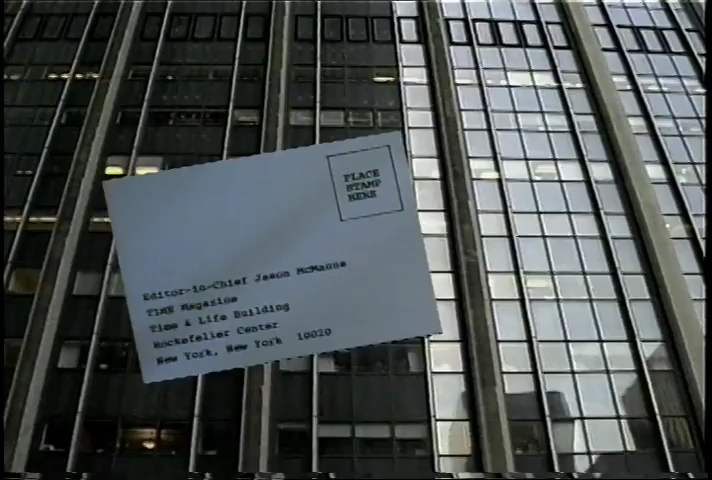 PLACE
STAMP
HERE
Editor-in-Chief Jason McManus
TIME Magazine
Time & Life Building
Rockefeller Center
New York, New York 10020